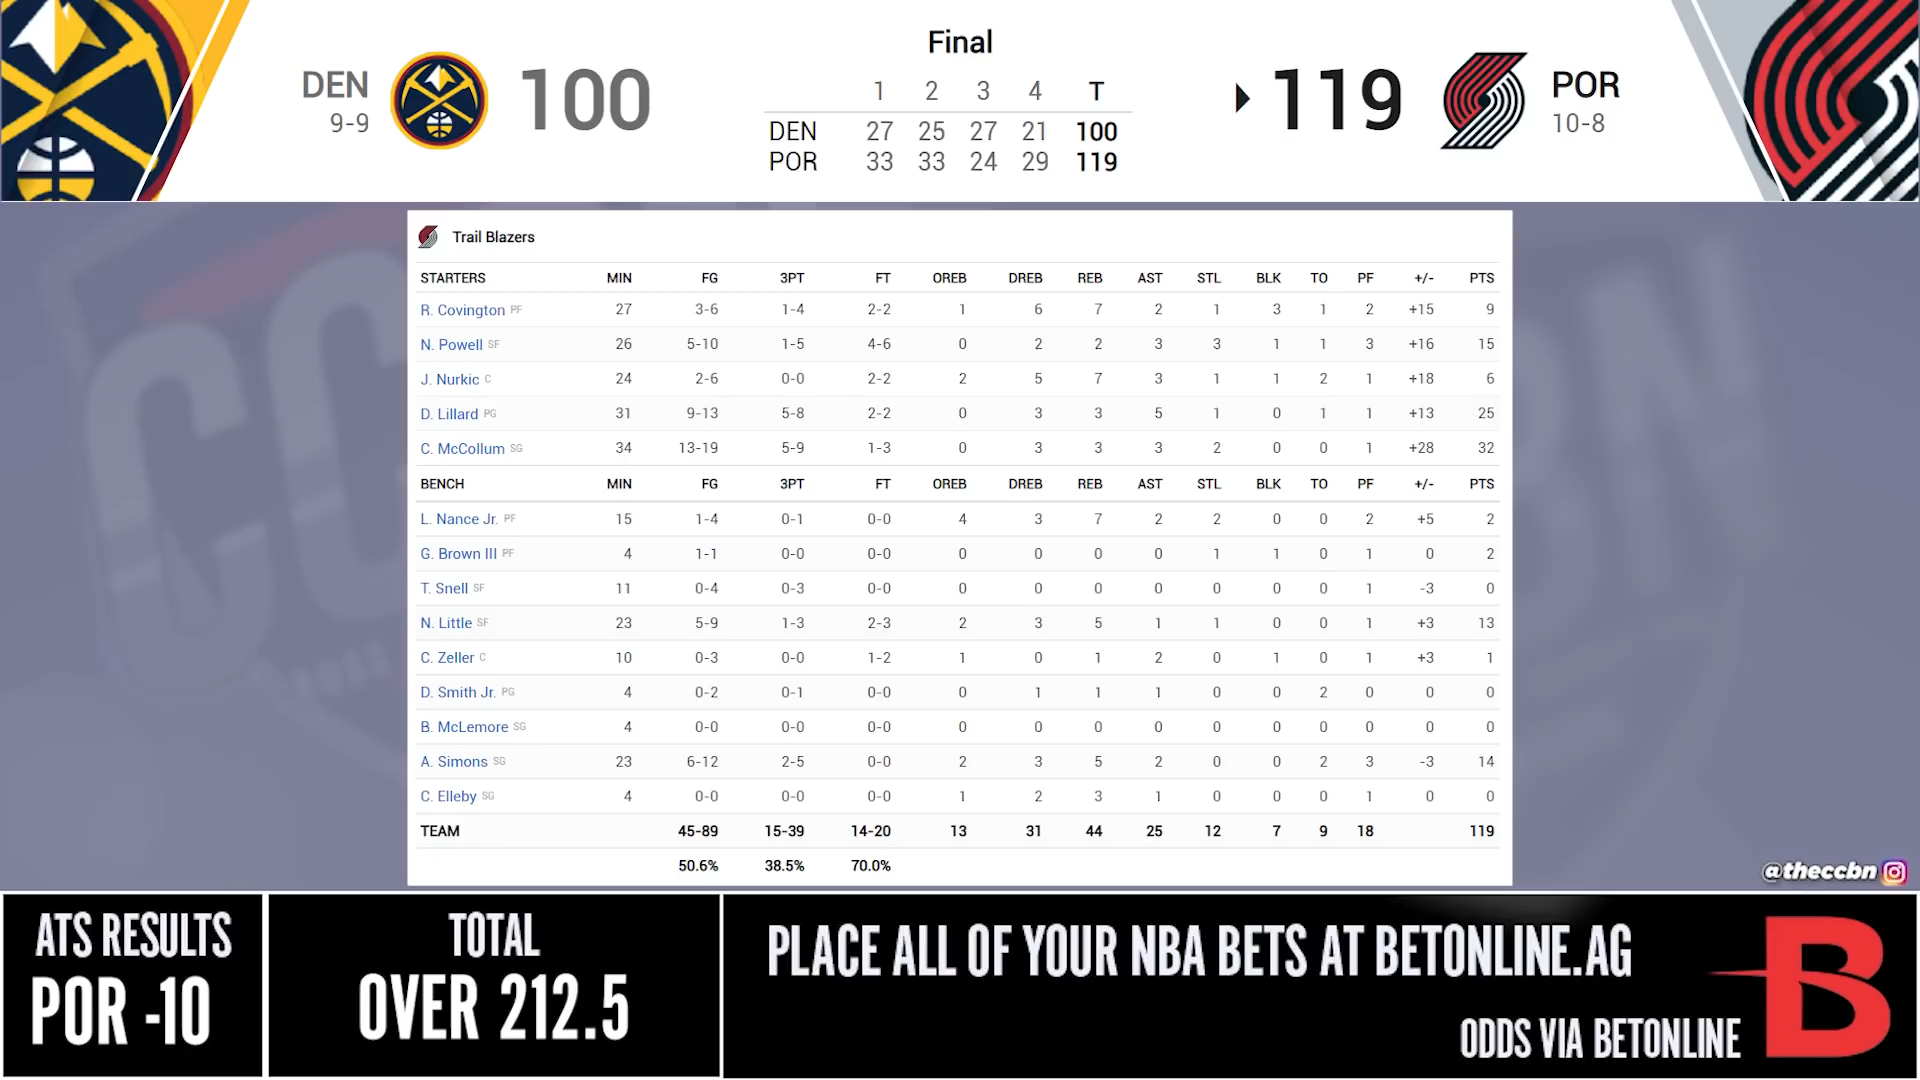 Final
DEN 9-9 100
1 2 3 4 T
DEN 27 25 27 21 100
POR 33 33 24 29 119
119 POR 10-8
Trail Blazers
STARTERS MIN FG 3PT FT OREB DREB REB AST STL BLK TO PF +/- PTS
R. Covington PF 27 3-6 1-4 2-2 1 6 7 2 1 3 1 2 +15 9
N. Powell SF 26 5-10 1-5 4-6 0 2 2 3 3 1 1 3 +16 15
J. Nurkic C 24 2-6 0-0 2-2 2 5 7 3 1 1 2 1 +18 6
D. Lillard PG 31 9-13 5-8 2-2 0 3 3 5 1 0 1 1 +13 25
C. McCollum SG 34 13-19 5-9 1-3 0 3 3 3 2 0 0 1 +28 32
BENCH MIN FG 3PT FT OREB DREB REB AST STL BLK TO PF +/- PTS
L. Nance Jr. PF 15 1-4 0-1 0-0 4 3 7 2 2 0 0 2 +5 2
G. Brown III PF 4 1-1 0-0 0-0 0 0 0 0 1 1 0 1 0 2
T. Snell SF 11 0-4 0-3 0-0 0 0 0 0 0 0 0 1 -3 0
N. Little SF 23 5-9 1-3 2-3 2 3 5 1 1 0 0 1 +3 13
C. Zeller C 10 0-3 0-0 1-2 1 0 1 2 0 1 0 1 +3 1
D. Smith Jr. PG 4 0-2 0-1 0-0 0 1 1 1 0 0 2 0 0 0
B. McLemore SG 4 0-0 0-0 0-0 0 0 0 0 0 0 0 0 0 0
A. Simons SG 23 6-12 2-5 0-0 2 3 5 2 0 0 2 3 -3 14
C. Elleby SG 4 0-0 0-0 0-0 1 2 3 1 0 0 0 1 0 0
TEAM 45-89 15-39 14-20 13 31 44 25 12 7 9 18 119
50.6% 38.5% 70.0%
@theccbn
ATS RESULTS
POR -10
TOTAL
OVER 212.5
PLACE ALL OF YOUR NBA BETS AT BETONLINE.AG
ODDS VIA BETONLINE
B